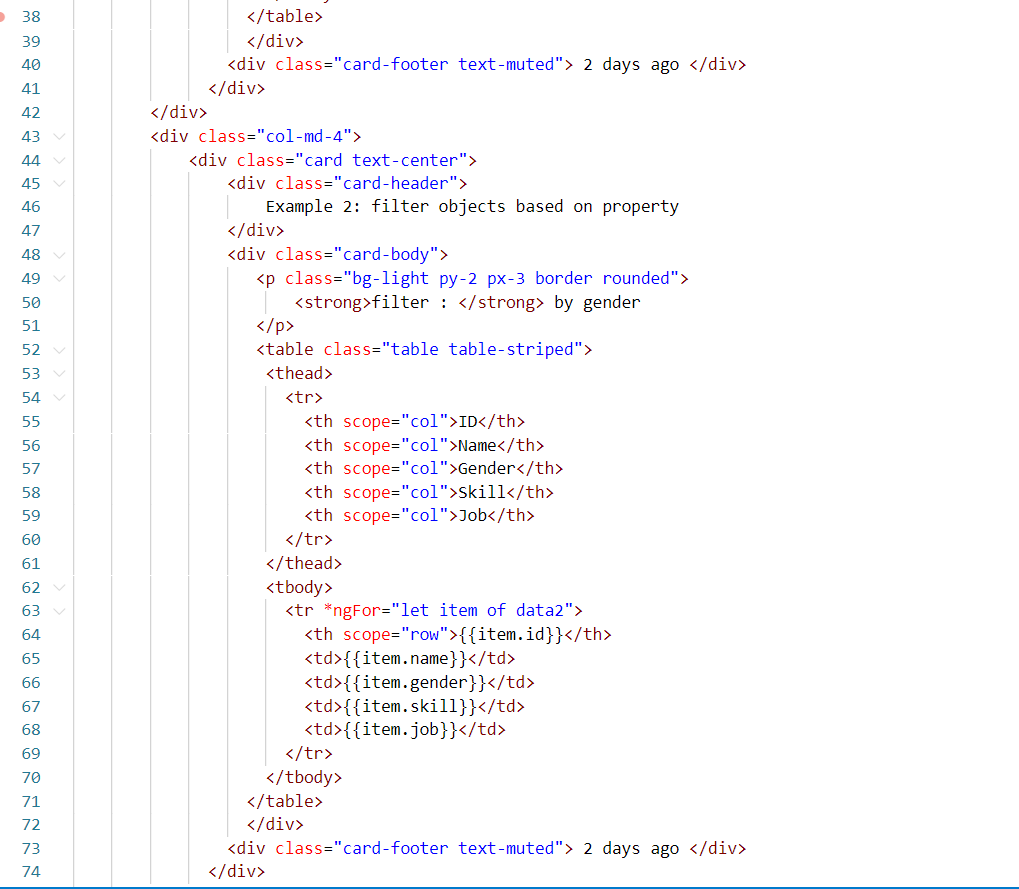 38 </table>
39 </div>
40 <div class="card-footer text-muted"> 2 days ago </div>
41 </div>
42 </div>
43 <div class="col-md-4">
44 <div class="card text-center">
45 <div class="card-header">
46 Example 2: filter objects based on property
47 </div>
48 <div class="card-body">
49 <p class="bg-light py-2 px-3 border rounded">
50 <strong>filter : </strong> by gender
51 </p>
52 <table class="table table-striped">
53 <thead>
54 <tr>
55 <th scope="col">ID</th>
56 <th scope="col">Name</th>
57 <th scope="col">Gender</th>
58 <th scope="col">Skill</th>
59 <th scope="col">Job</th>
60 </tr>
61 </thead>
62 <tbody>
63 <tr *ngFor="let item of data2">
64 <th scope="row">{{item.id}}</th>
65 <td>{{item.name}}</td>
66 <td>{{item.gender}}</td>
67 <td>{{item.skill}}</td>
68 <td>{{item.job}}</td>
69 </tr>
70 </tbody>
71 </table>
72 </div>
73 <div class="card-footer text-muted"> 2 days ago </div>
74 </div>